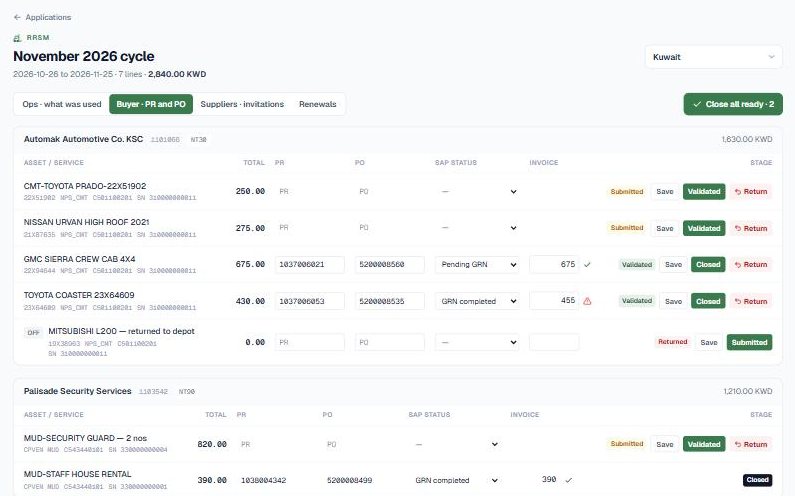 ← Applications
RRSM
November 2026 cycle
2026-10-26 to 2026-11-25 · 7 lines · 2,840.00 KWD
Kuwait
Ops · what was used Buyer · PR and PO Suppliers · invitations Renewals
✓ Close all ready · 2
Automak Automotive Co. KSC 1101066 NT30 1,630.00 KWD
ASSET / SERVICE TOTAL PR PO SAP STATUS INVOICE STAGE
CMT-TOYOTA PRADO-22X51902 250.00 PR PO — Submitted Save Validated Return
22X51902 NPS_CMT C501100201 SN 310000000011
NISSAN URVAN HIGH ROOF 2021 275.00 PR PO — Submitted Save Validated Return
21X87635 NPS_CMT C501100201 SN 310000000011
GMC SIERRA CREW CAB 4X4 675.00 1037006021 5200008560 Pending GRN 675 ✓ Validated Save Closed Return
22X94644 NPS_CMT C501100201 SN 310000000011
TOYOTA COASTER 23X64609 430.00 1037006053 5200008535 GRN completed 455 Validated Save Closed Return
23X64609 NPS_CMT C501100201 SN 310000000011
OFF MITSUBISHI L200 — returned to depot 0.00 PR PO — Returned Save Submitted
19X38963 NPS_CMT C501100201
SN 310000000011
Palisade Security Services 1103542 NT90 1,210.00 KWD
ASSET / SERVICE TOTAL PR PO SAP STATUS INVOICE STAGE
MUD-SECURITY GUARD — 2 nos 820.00 PR PO — Submitted Save Validated Return
CPVEN MUD C543440101 SN 330000000004
MUD-STAFF HOUSE RENTAL 390.00 1038004342 5200008499 GRN completed 390 ✓ Closed
CPVEN MUD C543440101 SN 330000000001